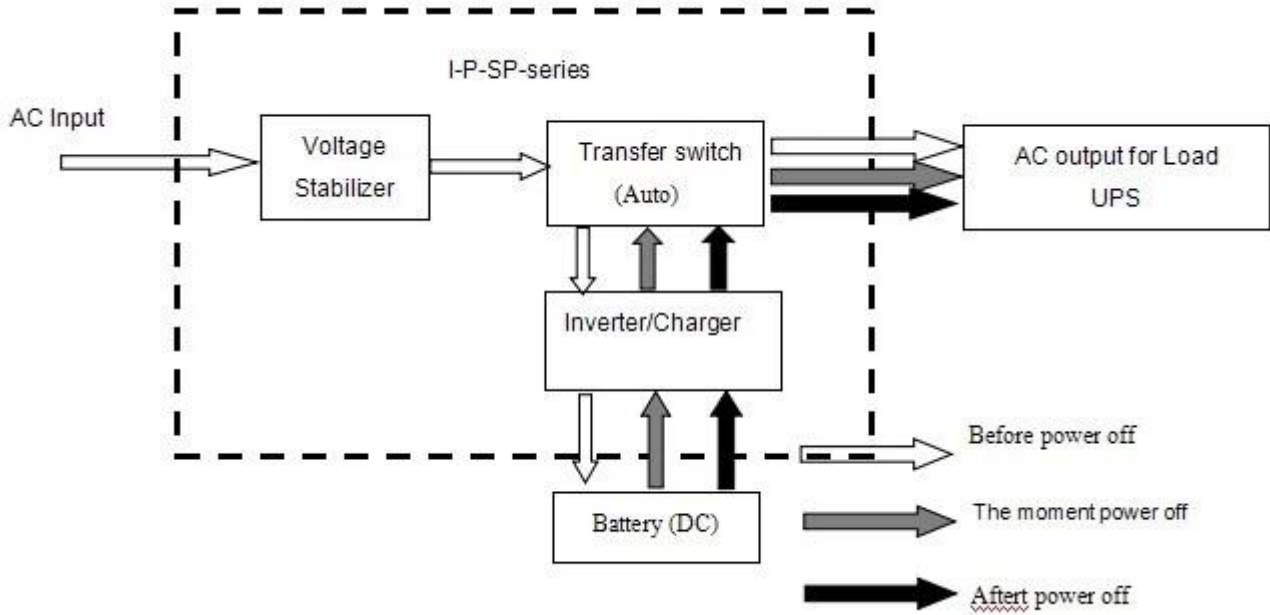 I-P-SP-series
AC Input
Voltage
Stabilizer
Transfer switch
(Auto)
AC output for Load
UPS
Inverter/Charger
Battery (DC)
Before power off
The moment power off
Aftert power off